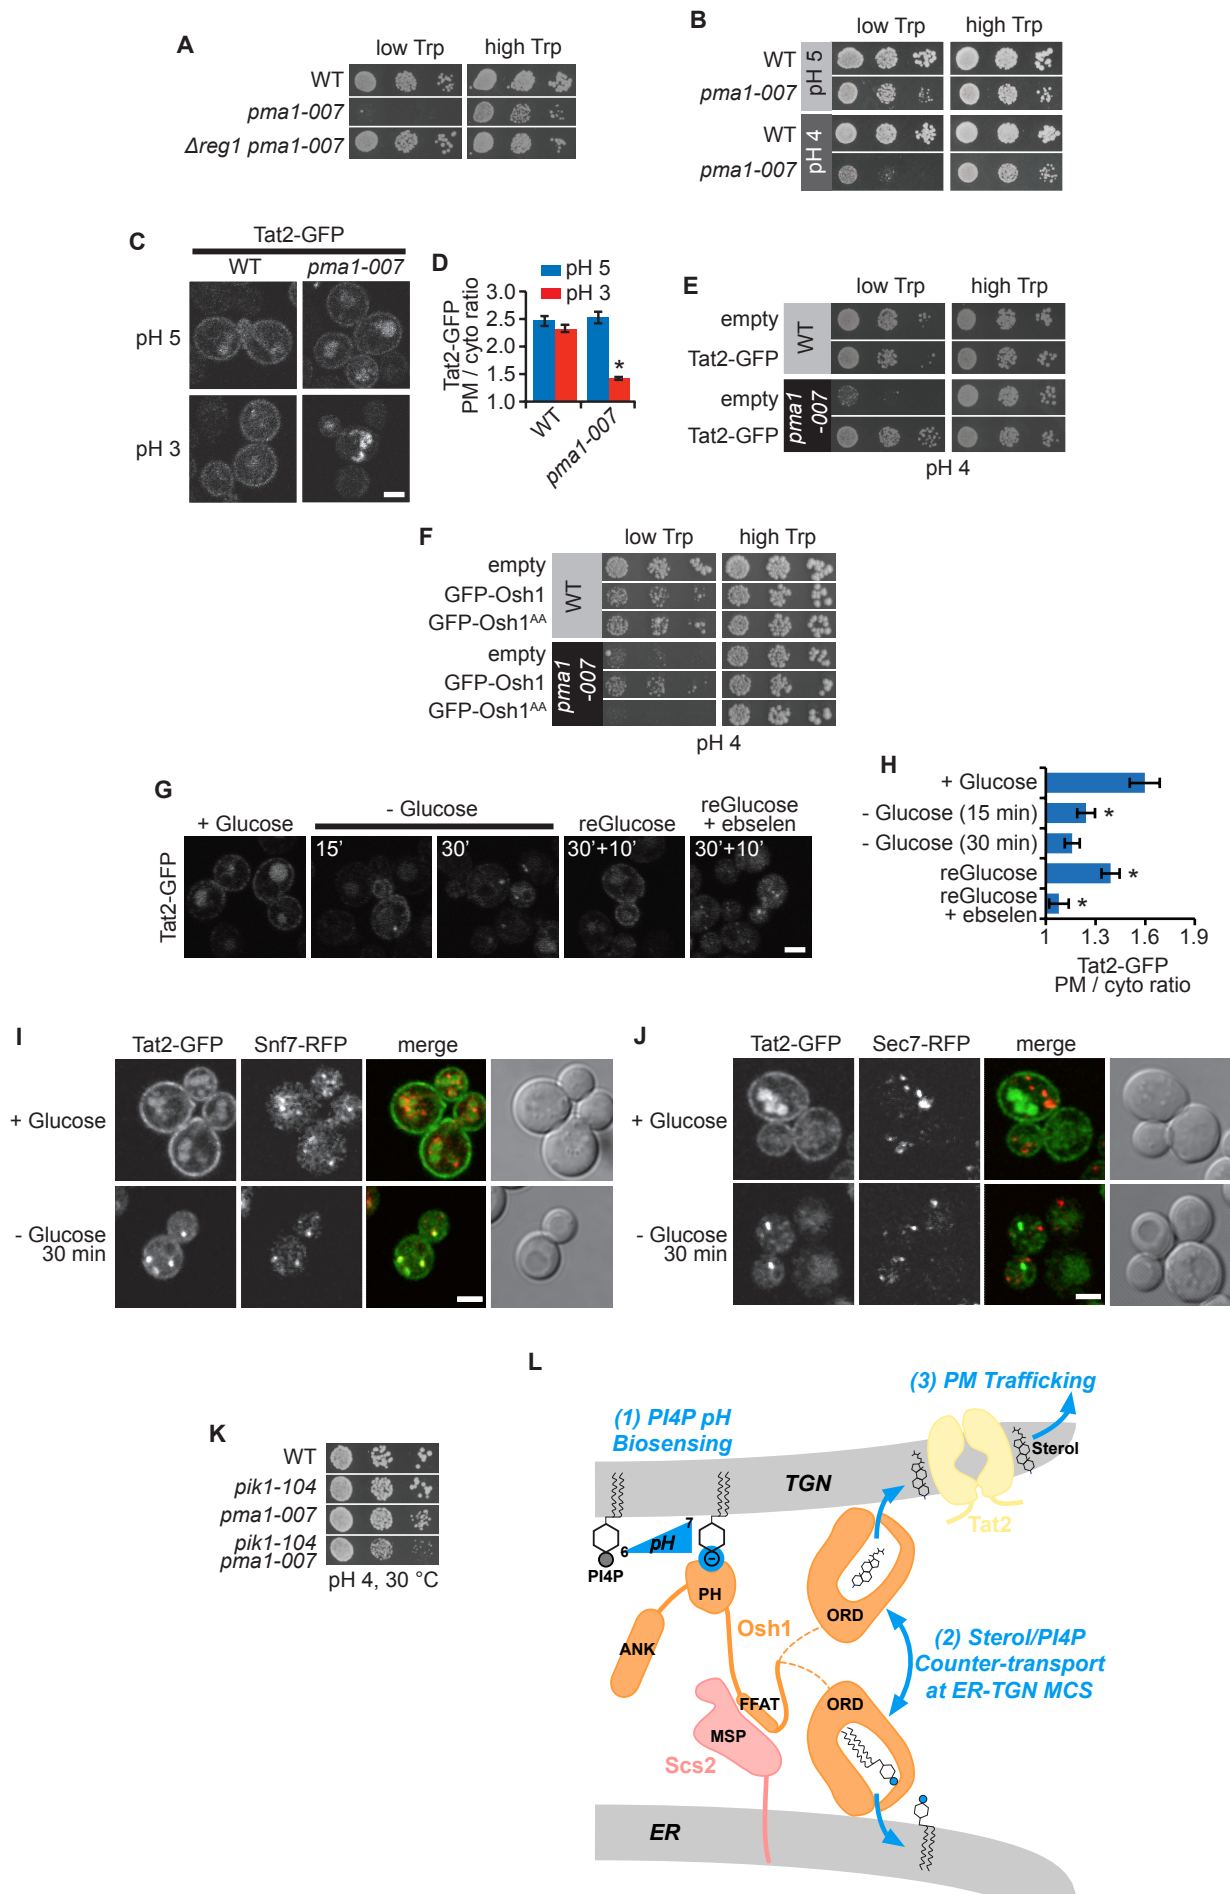 A
low Trp
high Trp
WT
pma1-007
Δreg1 pma1-007
B
low Trp
high Trp
WT
pma1-007
WT
pma1-007
pH 5
pH 4
C
Tat2-GFP
WT
pma1-007
pH 5
pH 3
D
pH 5
pH 3
Tat2-GFP
PM / cyto ratio
3.0
2.5
2.0
1.5
1.0
*
WT
pma1-007
E
low Trp
high Trp
empty
Tat2-GFP
empty
Tat2-GFP
WT
pma1
-007
pH 4
F
low Trp
high Trp
empty
GFP-Osh1
GFP-Osh1AA
empty
GFP-Osh1
GFP-Osh1AA
WT
pma1
-007
pH 4
G
+ Glucose
- Glucose
reGlucose
reGlucose
+ ebselen
Tat2-GFP
15’
30’
30’+10’
30’+10’
H
+ Glucose
- Glucose (15 min)
*
- Glucose (30 min)
reGlucose
*
reGlucose
+ ebselen
*
1
1.3
1.6
1.9
Tat2-GFP
PM / cyto ratio
I
Tat2-GFP
Snf7-RFP
merge
+ Glucose
- Glucose
30 min
J
Tat2-GFP
Sec7-RFP
merge
+ Glucose
- Glucose
30 min
K
WT
pik1-104
pma1-007
pik1-104
pma1-007
pH 4, 30 °C
L
(1) PI4P pH
Biosensing
(3) PM Trafficking
TGN
Sterol
Tat2
7
pH
6
PI4P
PH
ANK
Osh1
ORD
(2) Sterol/PI4P
Counter-transport
at ER-TGN MCS
FFAT
ORD
MSP
Scs2
ER